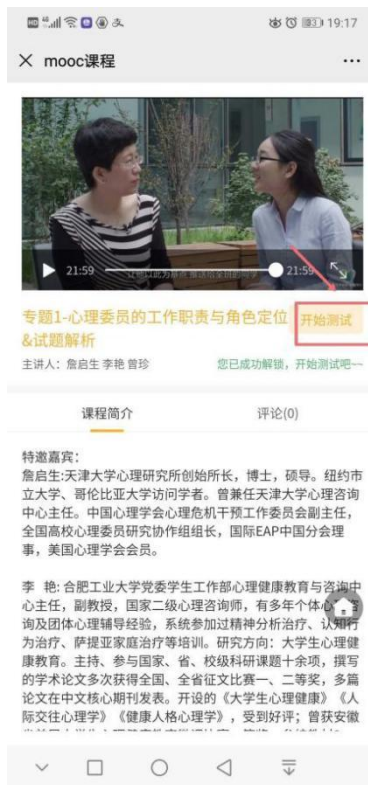 19:17
mooc课程
21:59
21:59
专题1-心理委员的工作职责与角色定位
&试题解析
开始测试
主讲人：詹启生 李艳 曾珍
您已成功解锁，开始测试吧~~
课程简介
评论(0)
特邀嘉宾：
詹启生:天津大学心理研究所创始所长，博士，硕导。纽约市
立大学、哥伦比亚大学访问学者。曾兼任天津大学心理咨询
中心主任。中国心理学会心理危机干预工作委员会副主任，
全国高校心理委员研究协作组组长，国际EAP中国分会理
事，美国心理学会会员。
李 艳: 合肥工业大学党委学生工作部心理健康教育与咨询中
心主任，副教授，国家二级心理咨询师，有多年个体心
询及团体心理辅导经验，系统参加过精神分析治疗、认知行
为治疗、萨提亚家庭治疗等培训。研究方向：大学生心理健
康教育。主持、参与国家、省、校级科研课题十余项，撰写
的学术论文多次获得全国、全省征文比赛一、二等奖，多篇
论文在中文核心期刊发表。开设的《大学生心理健康》《人
际交往心理学》《健康人格心理学》，受到好评；曾获安徽